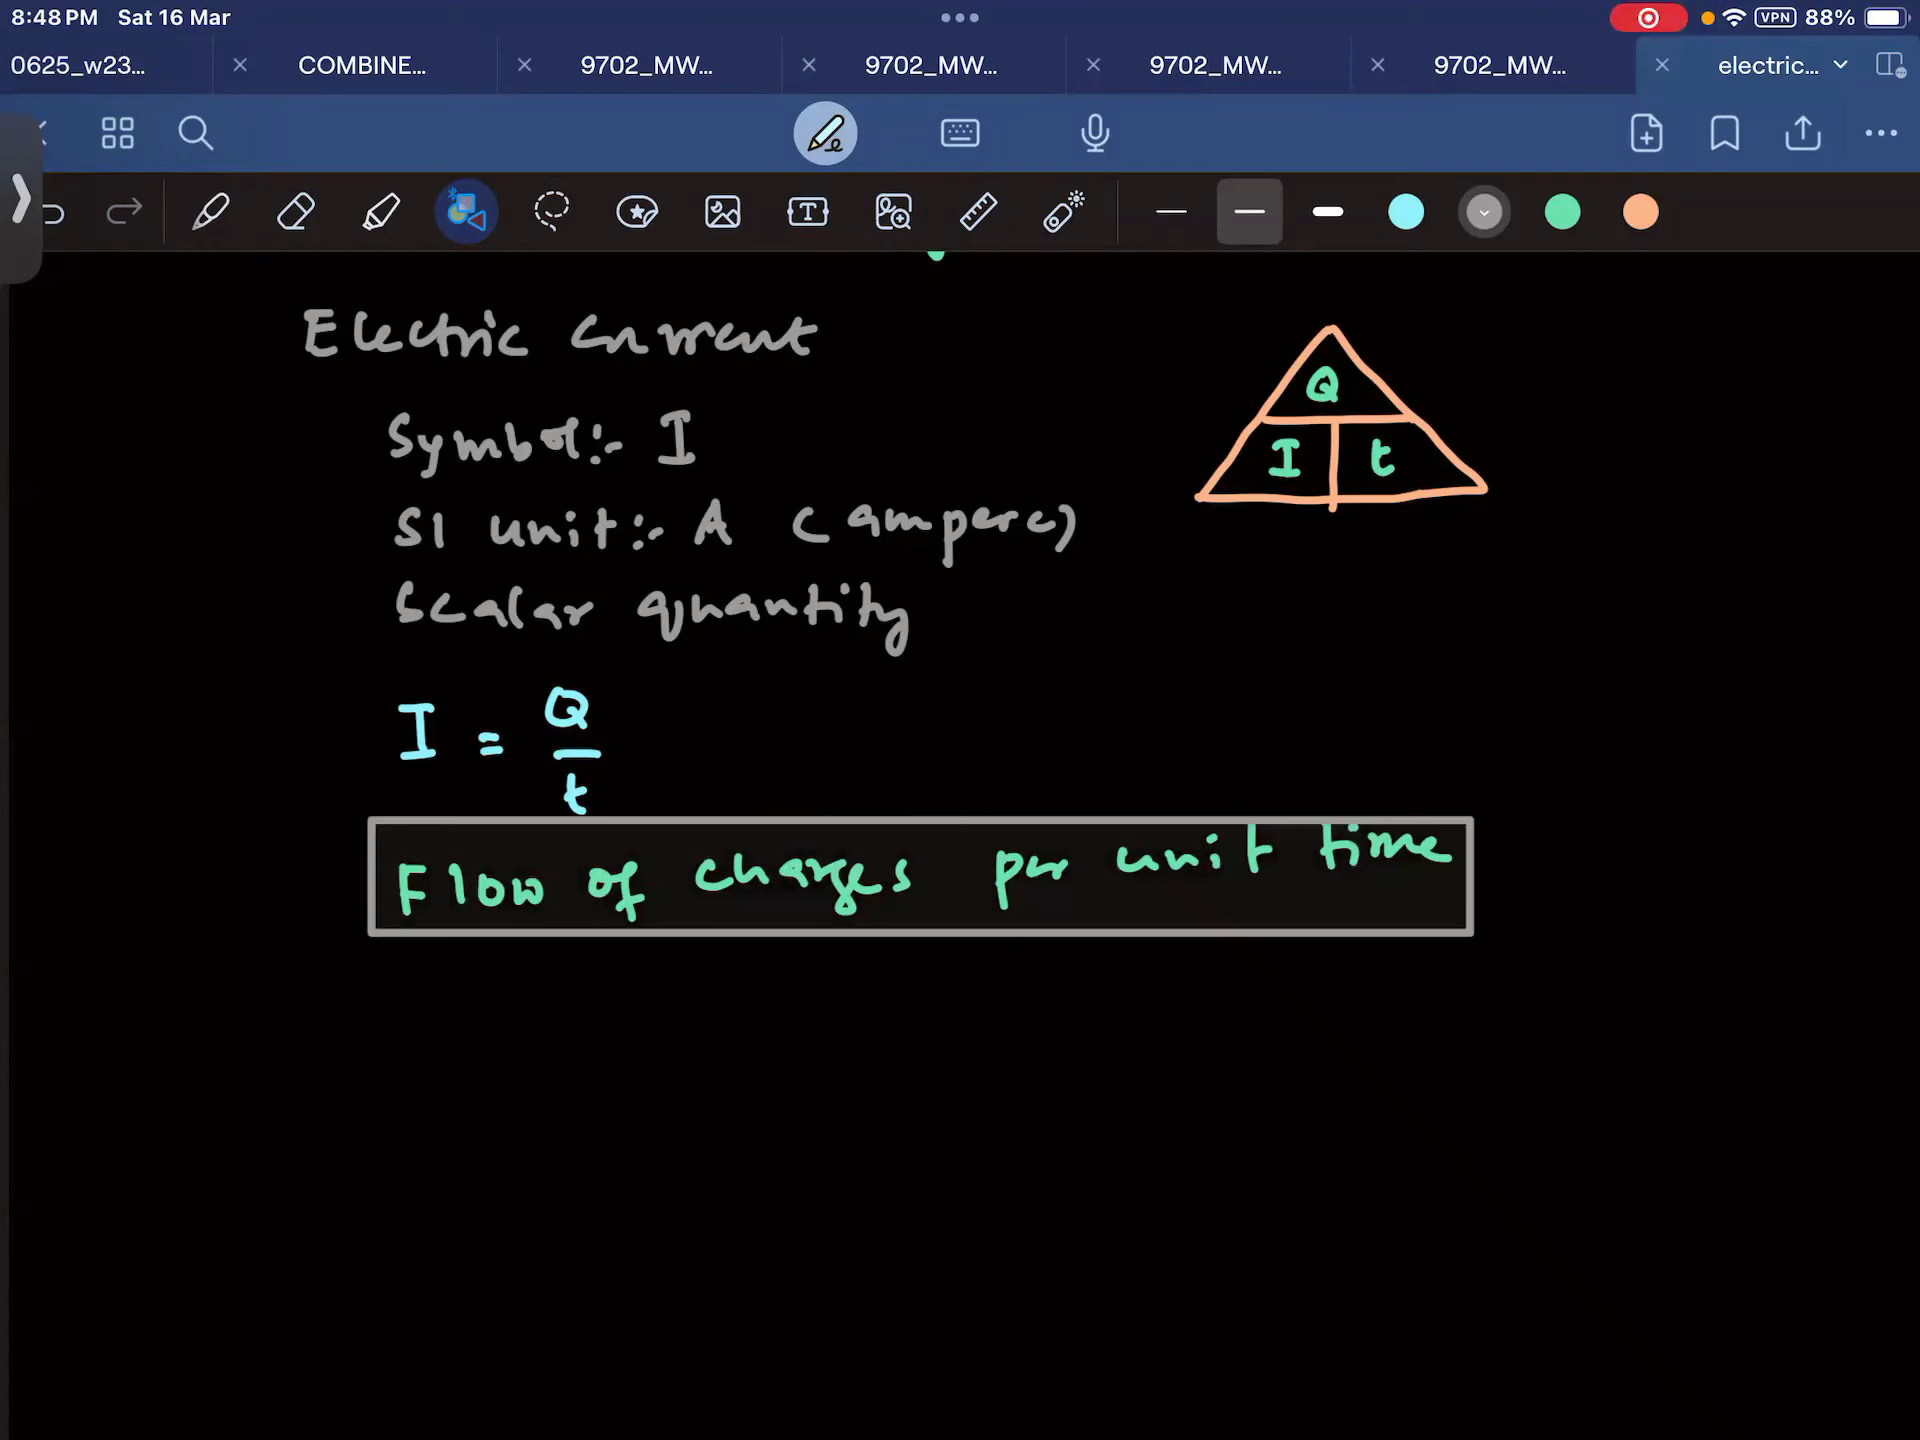 8:48 PM Sat 16 Mar
VPN 88%
0625_w23...
COMBINE...
9702_MW...
9702_MW...
9702_MW...
9702_MW...
electric...
Electric Current
Symbol:- I
SI unit:- A (ampere)
Scalar quantity
Q
I t
I = Q
t
Flow of charges per unit time